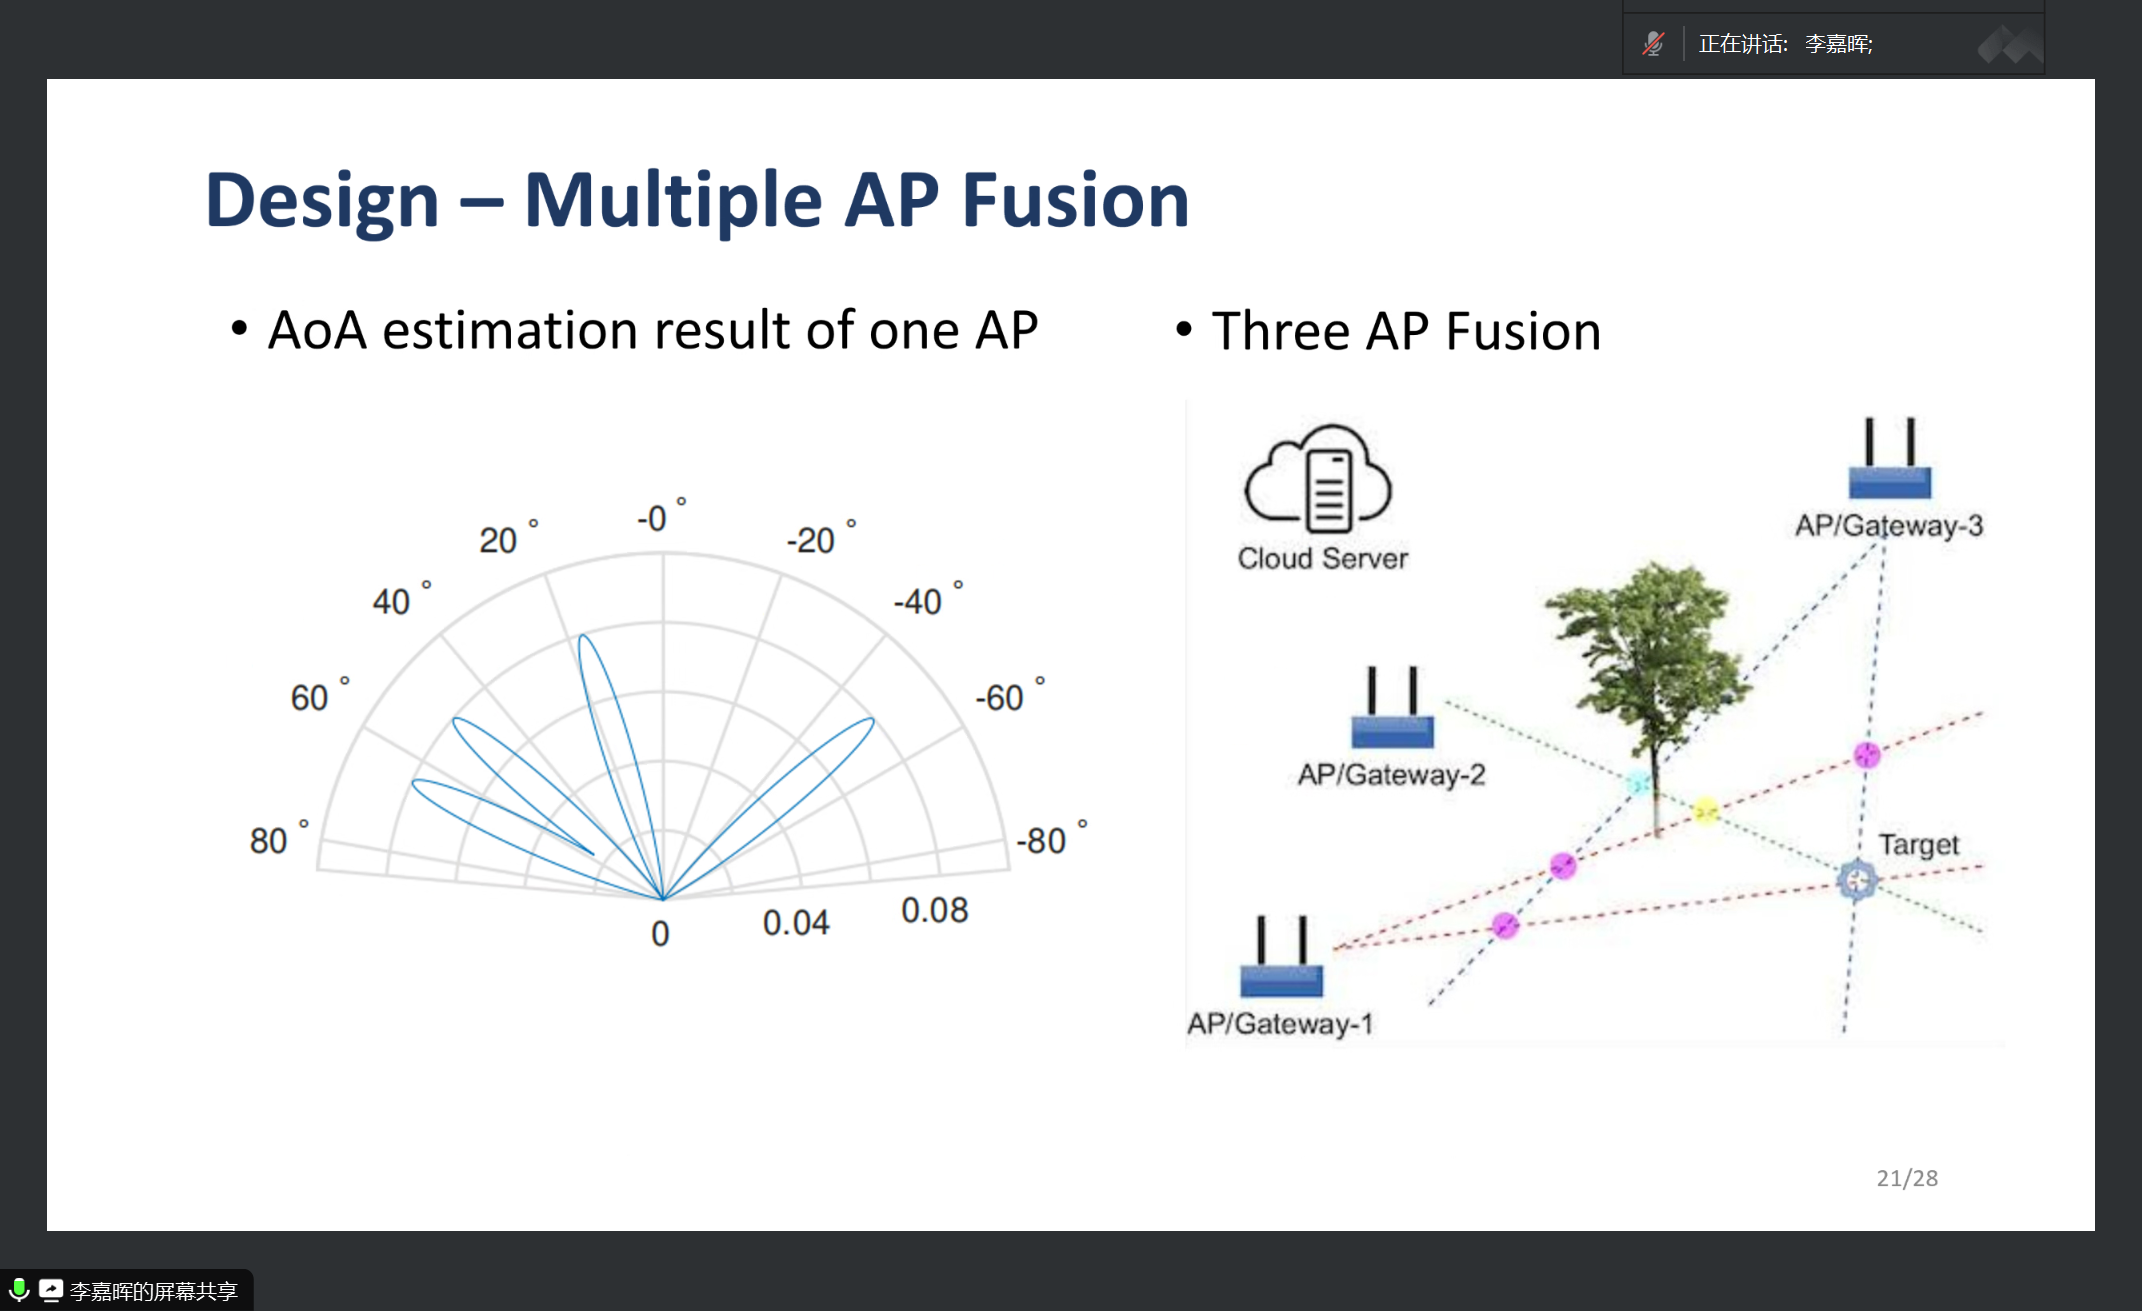 正在讲话: 李嘉晖;
Design – Multiple AP Fusion
• AoA estimation result of one AP
• Three AP Fusion
-0 °
20 °
-20 °
40 °
-40 °
60 °
-60 °
80 °
-80 °
0
0.04
0.08
Cloud Server
AP/Gateway-3
AP/Gateway-2
Target
AP/Gateway-1
21/28
李嘉晖的屏幕共享